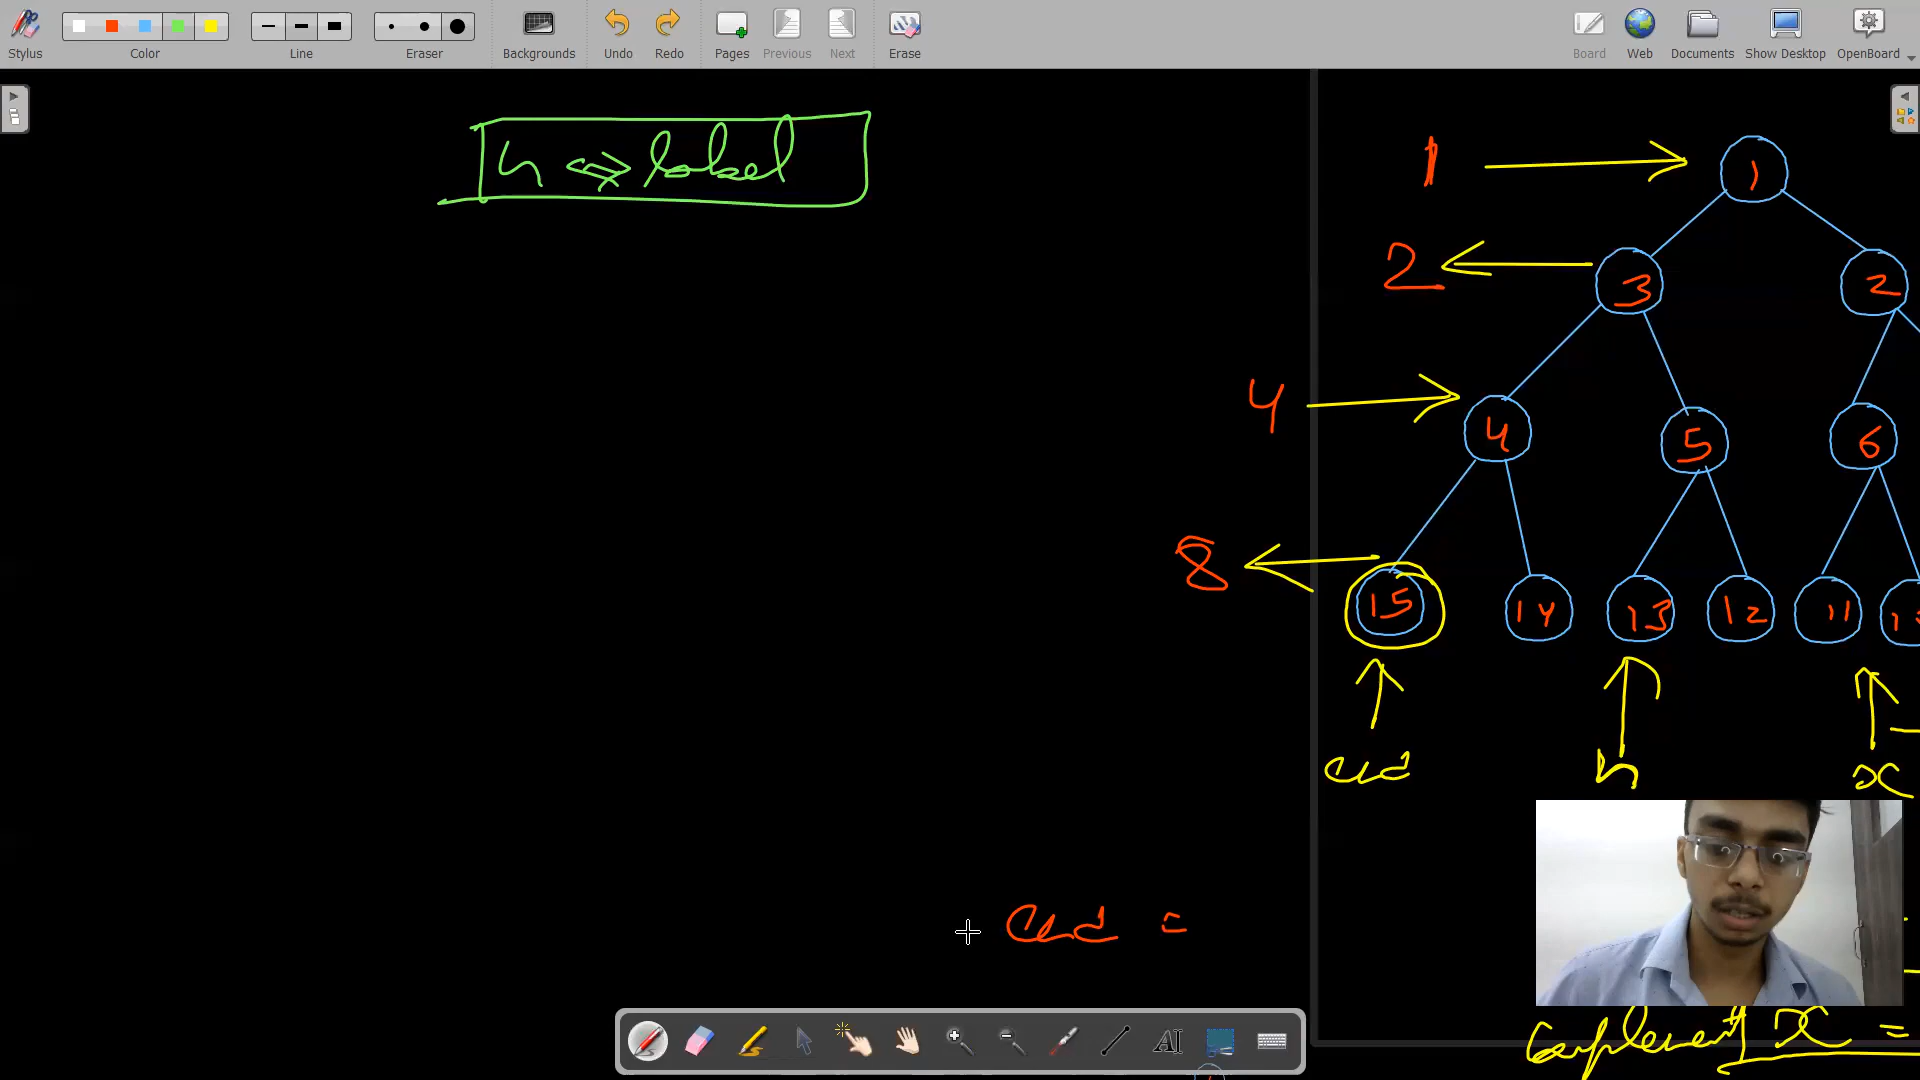 Stylus Color Line Eraser Backgrounds Undo Redo Pages Previous Next Erase Board Web Documents Show Desktop OpenBoard
n ⇔ label
1 → 1
2 ← 3 2
4 → 4 5 6
8 ← 15 14 13 12 11
end n x
end =
Complement x =